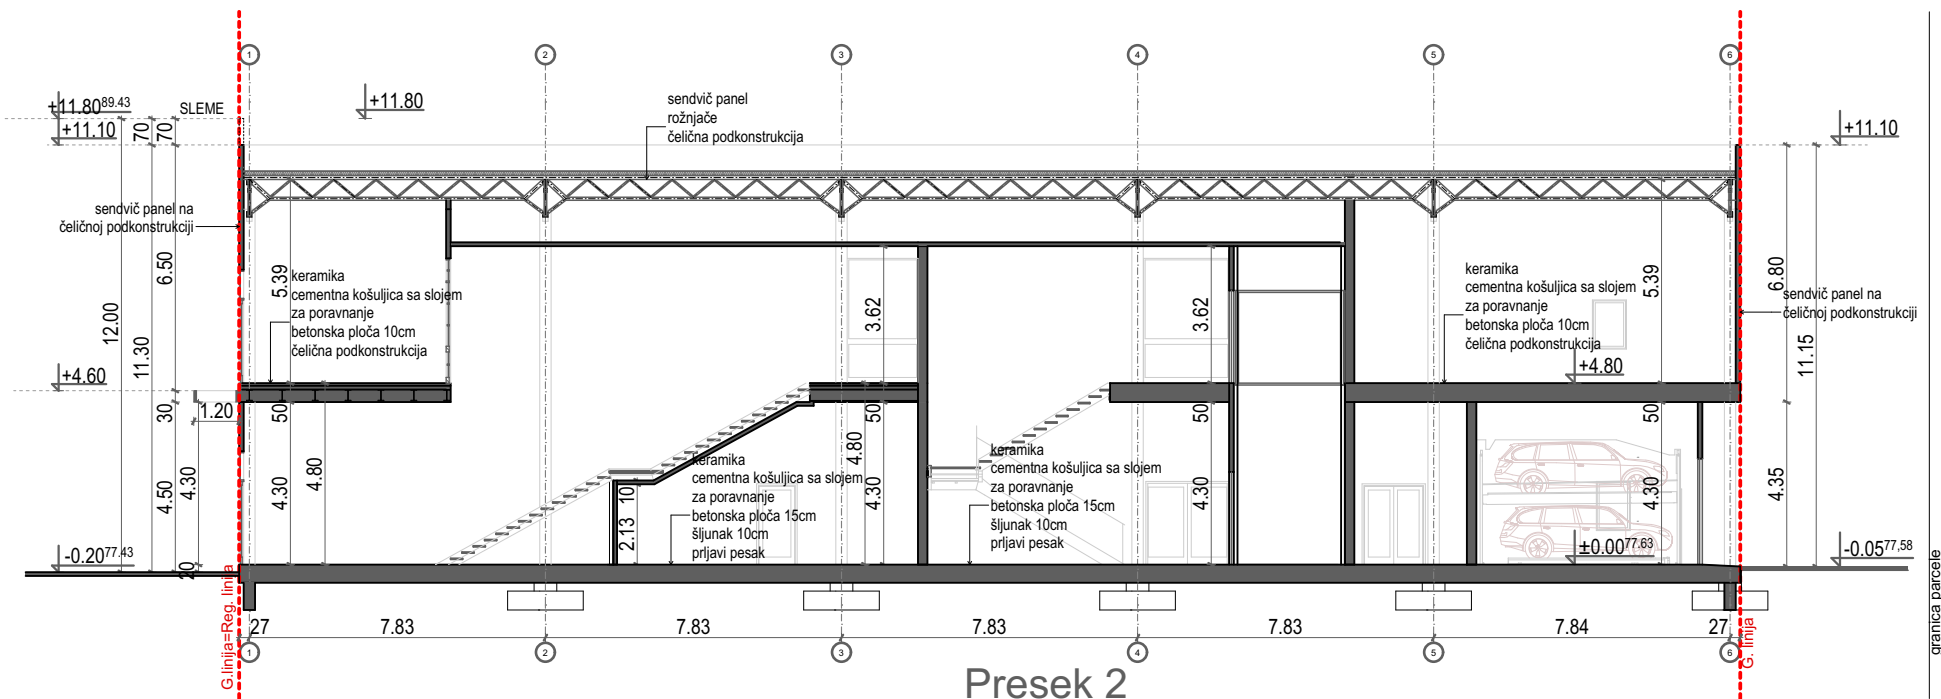 1
2
3
4
5
6
+11.80 89.43
SLEME
+11.80
+11.10
+11.10
70
70
sendvič panel
rožnjače
čelična podkonstrukcija
sendvič panel na
čeličnoj podkonstrukciji
6.50
12.00
11.30
5.39
keramika
cementna košuljica sa slojem
za poravnanje
betonska ploča 10cm
čelična podkonstrukcija
3.62
3.62
keramika
cementna košuljica sa slojem
za poravnanje
betonska ploča 10cm
čelična podkonstrukcija
5.39
6.80
sendvič panel na
čeličnoj podkonstrukciji
11.15
+4.60
+4.80
30
1.20
50
50
50
50
4.50
4.30
4.30
4.80
2.13
10
keramika
cementna košuljica sa slojem
za poravnanje
betonska ploča 15cm
šljunak 10cm
prljavi pesak
4.80
4.30
keramika
cementna košuljica sa slojem
za poravnanje
betonska ploča 15cm
šljunak 10cm
prljavi pesak
4.30
4.30
4.35
-0.20 77.43
20
±0.00 77.63
-0.05 77,58
G.linija=Reg. linija
G. linija
granica parcele
27
7.83
7.83
7.83
7.83
7.84
27
1
2
3
4
5
6
Presek 2